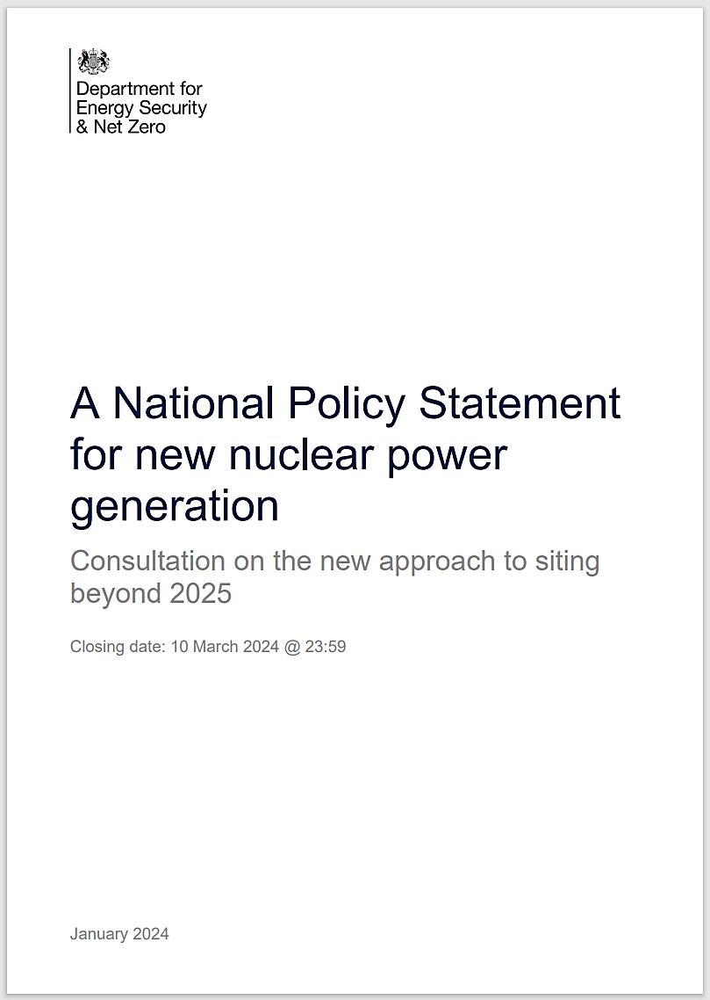 Department for
Energy Security
& Net Zero
A National Policy Statement
for new nuclear power
generation
Consultation on the new approach to siting
beyond 2025
Closing date: 10 March 2024 @ 23:59
January 2024